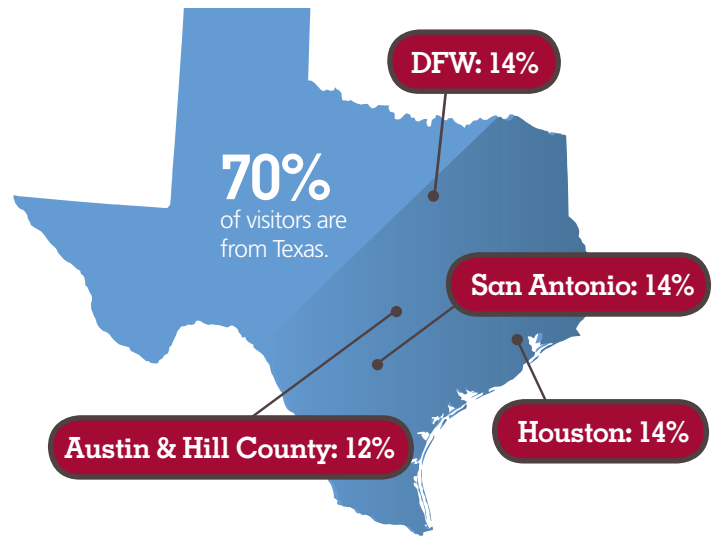 DFW: 14%
70%
of visitors are
from Texas.
San Antonio: 14%
Houston: 14%
Austin & Hill County: 12%